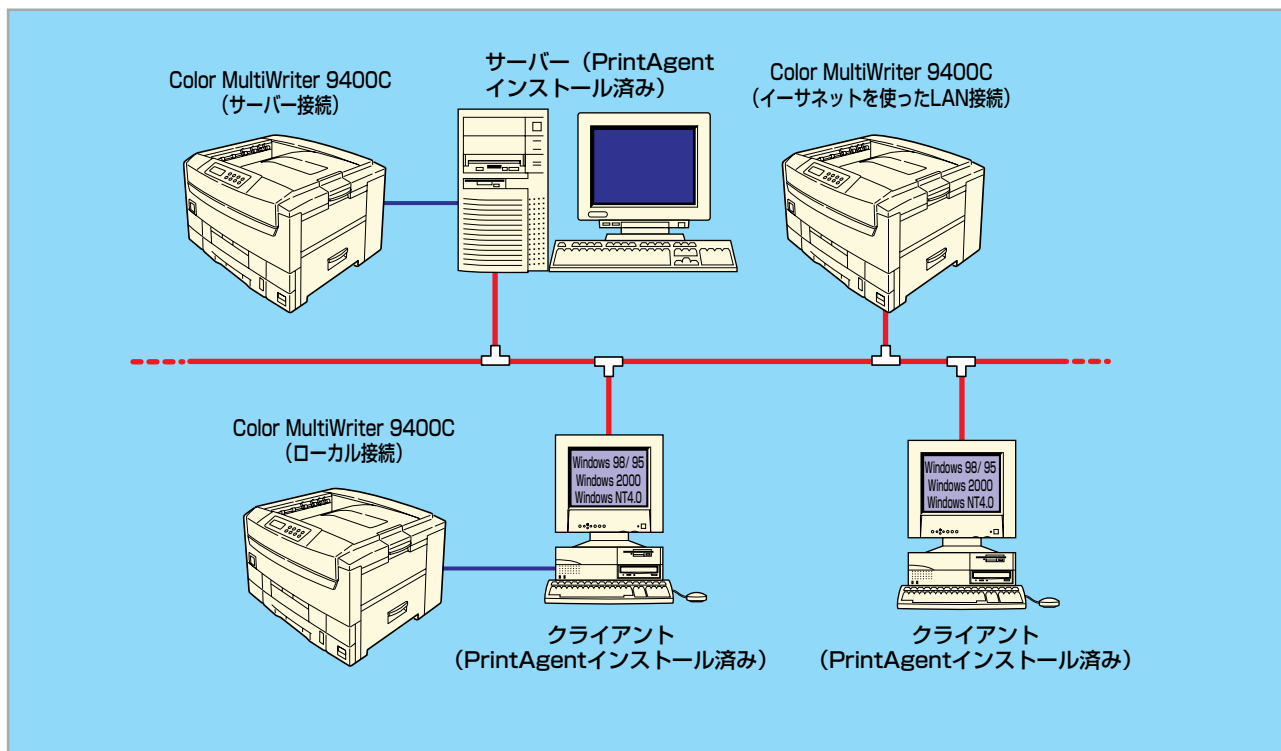 Color MultiWriter 9400C
（サーバー接続）
サーバー（PrintAgent
インストール済み）
Color MultiWriter 9400C
（イーサネットを使ったLAN接続）
Color MultiWriter 9400C
（ローカル接続）
Windows 98/ 95
Windows 2000
Windows NT4.0
クライアント
（PrintAgentインストール済み）
Windows 98/ 95
Windows 2000
Windows NT4.0
クライアント
（PrintAgentインストール済み）